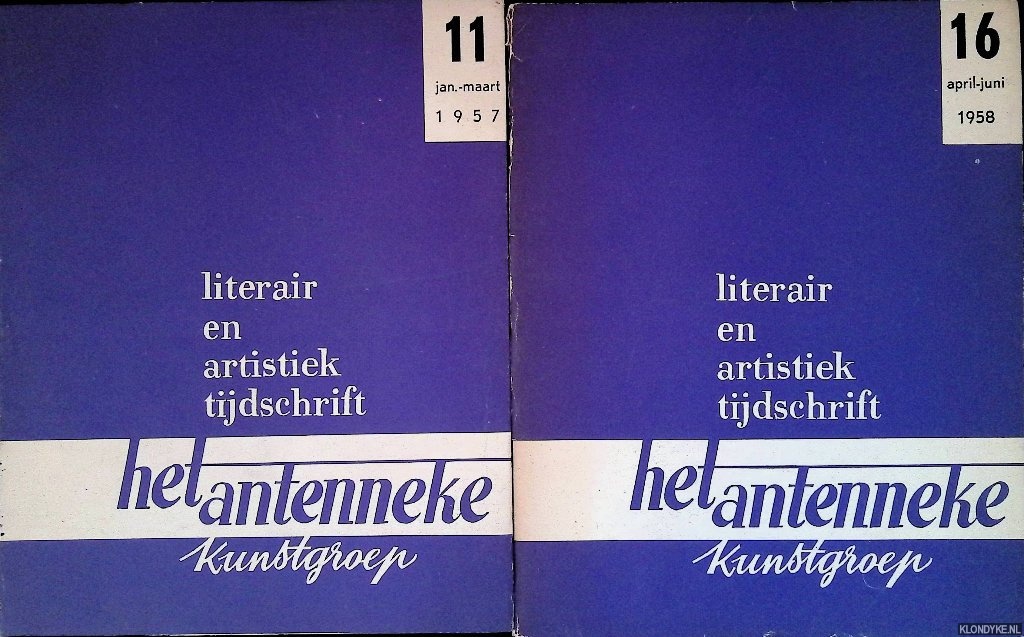 11
jan.-maart
1957
literair
en
artistiek
tijdschrift
het antenneke
kunstgroep
16
april-juni
1958
literair
en
artistiek
tijdschrift
het antenneke
kunstgroep
KLONDYKE.NL